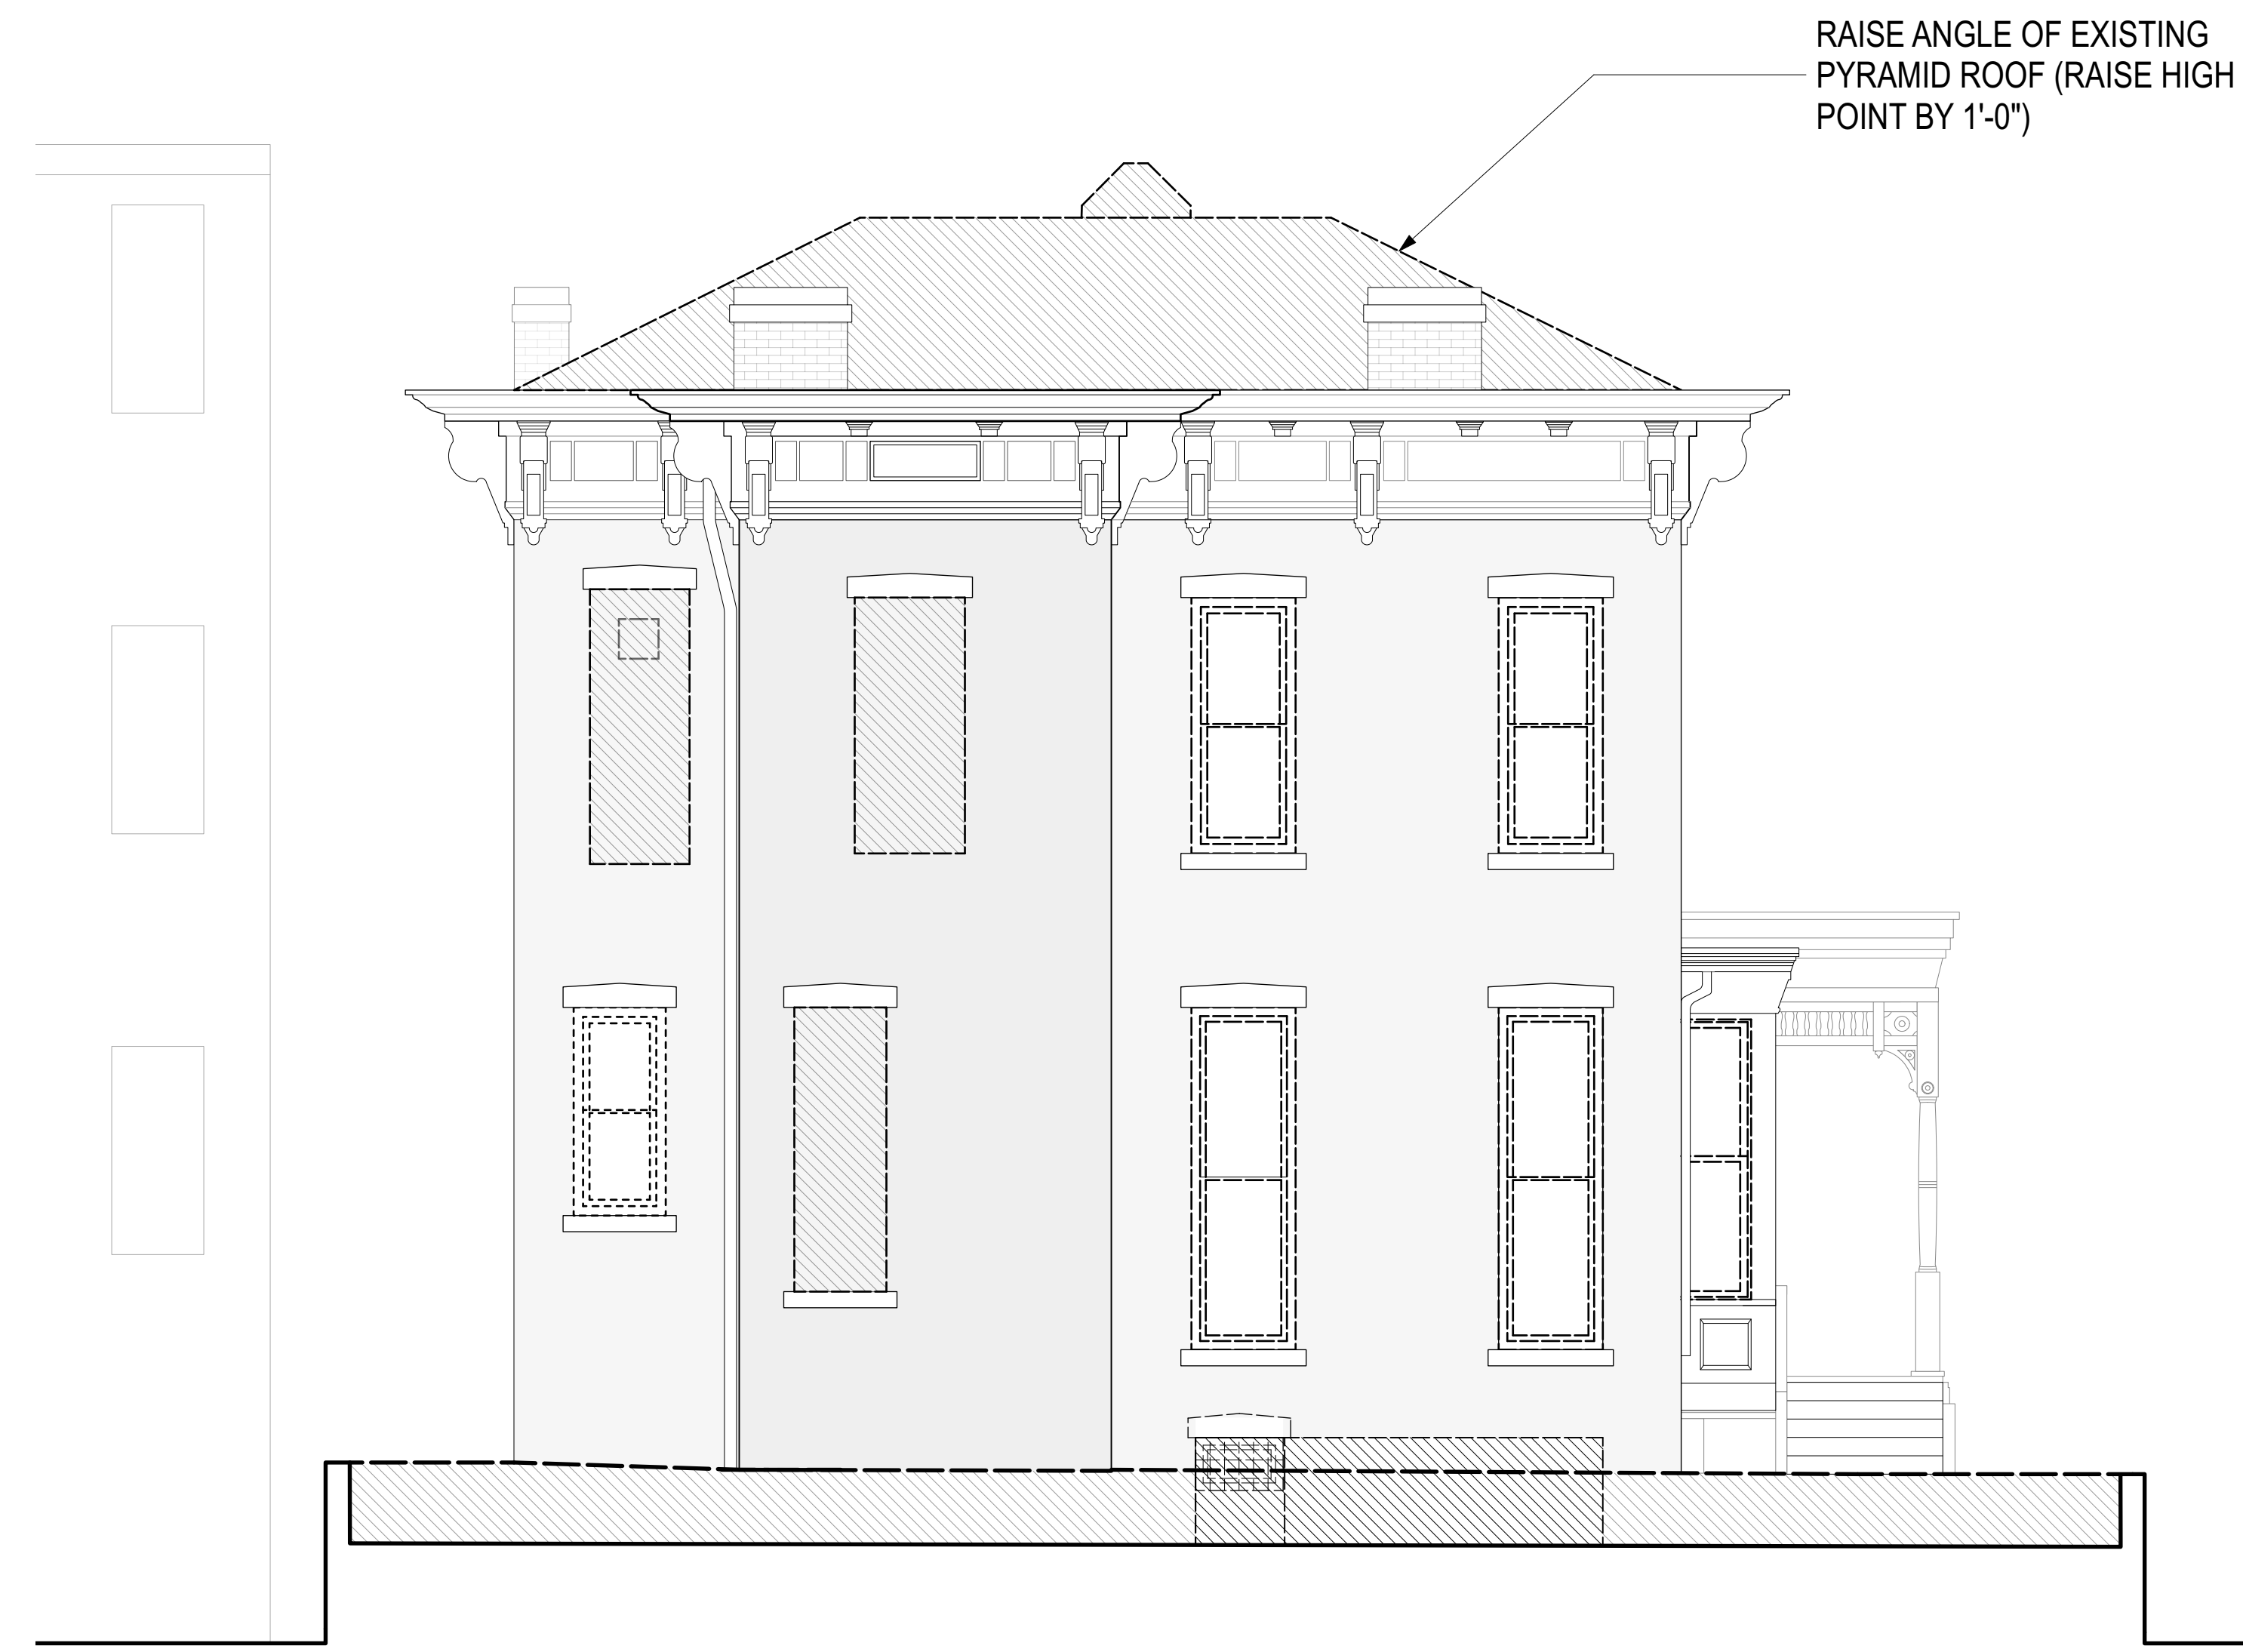 RAISE ANGLE OF EXISTING
PYRAMID ROOF (RAISE HIGH
POINT BY 1'-0")